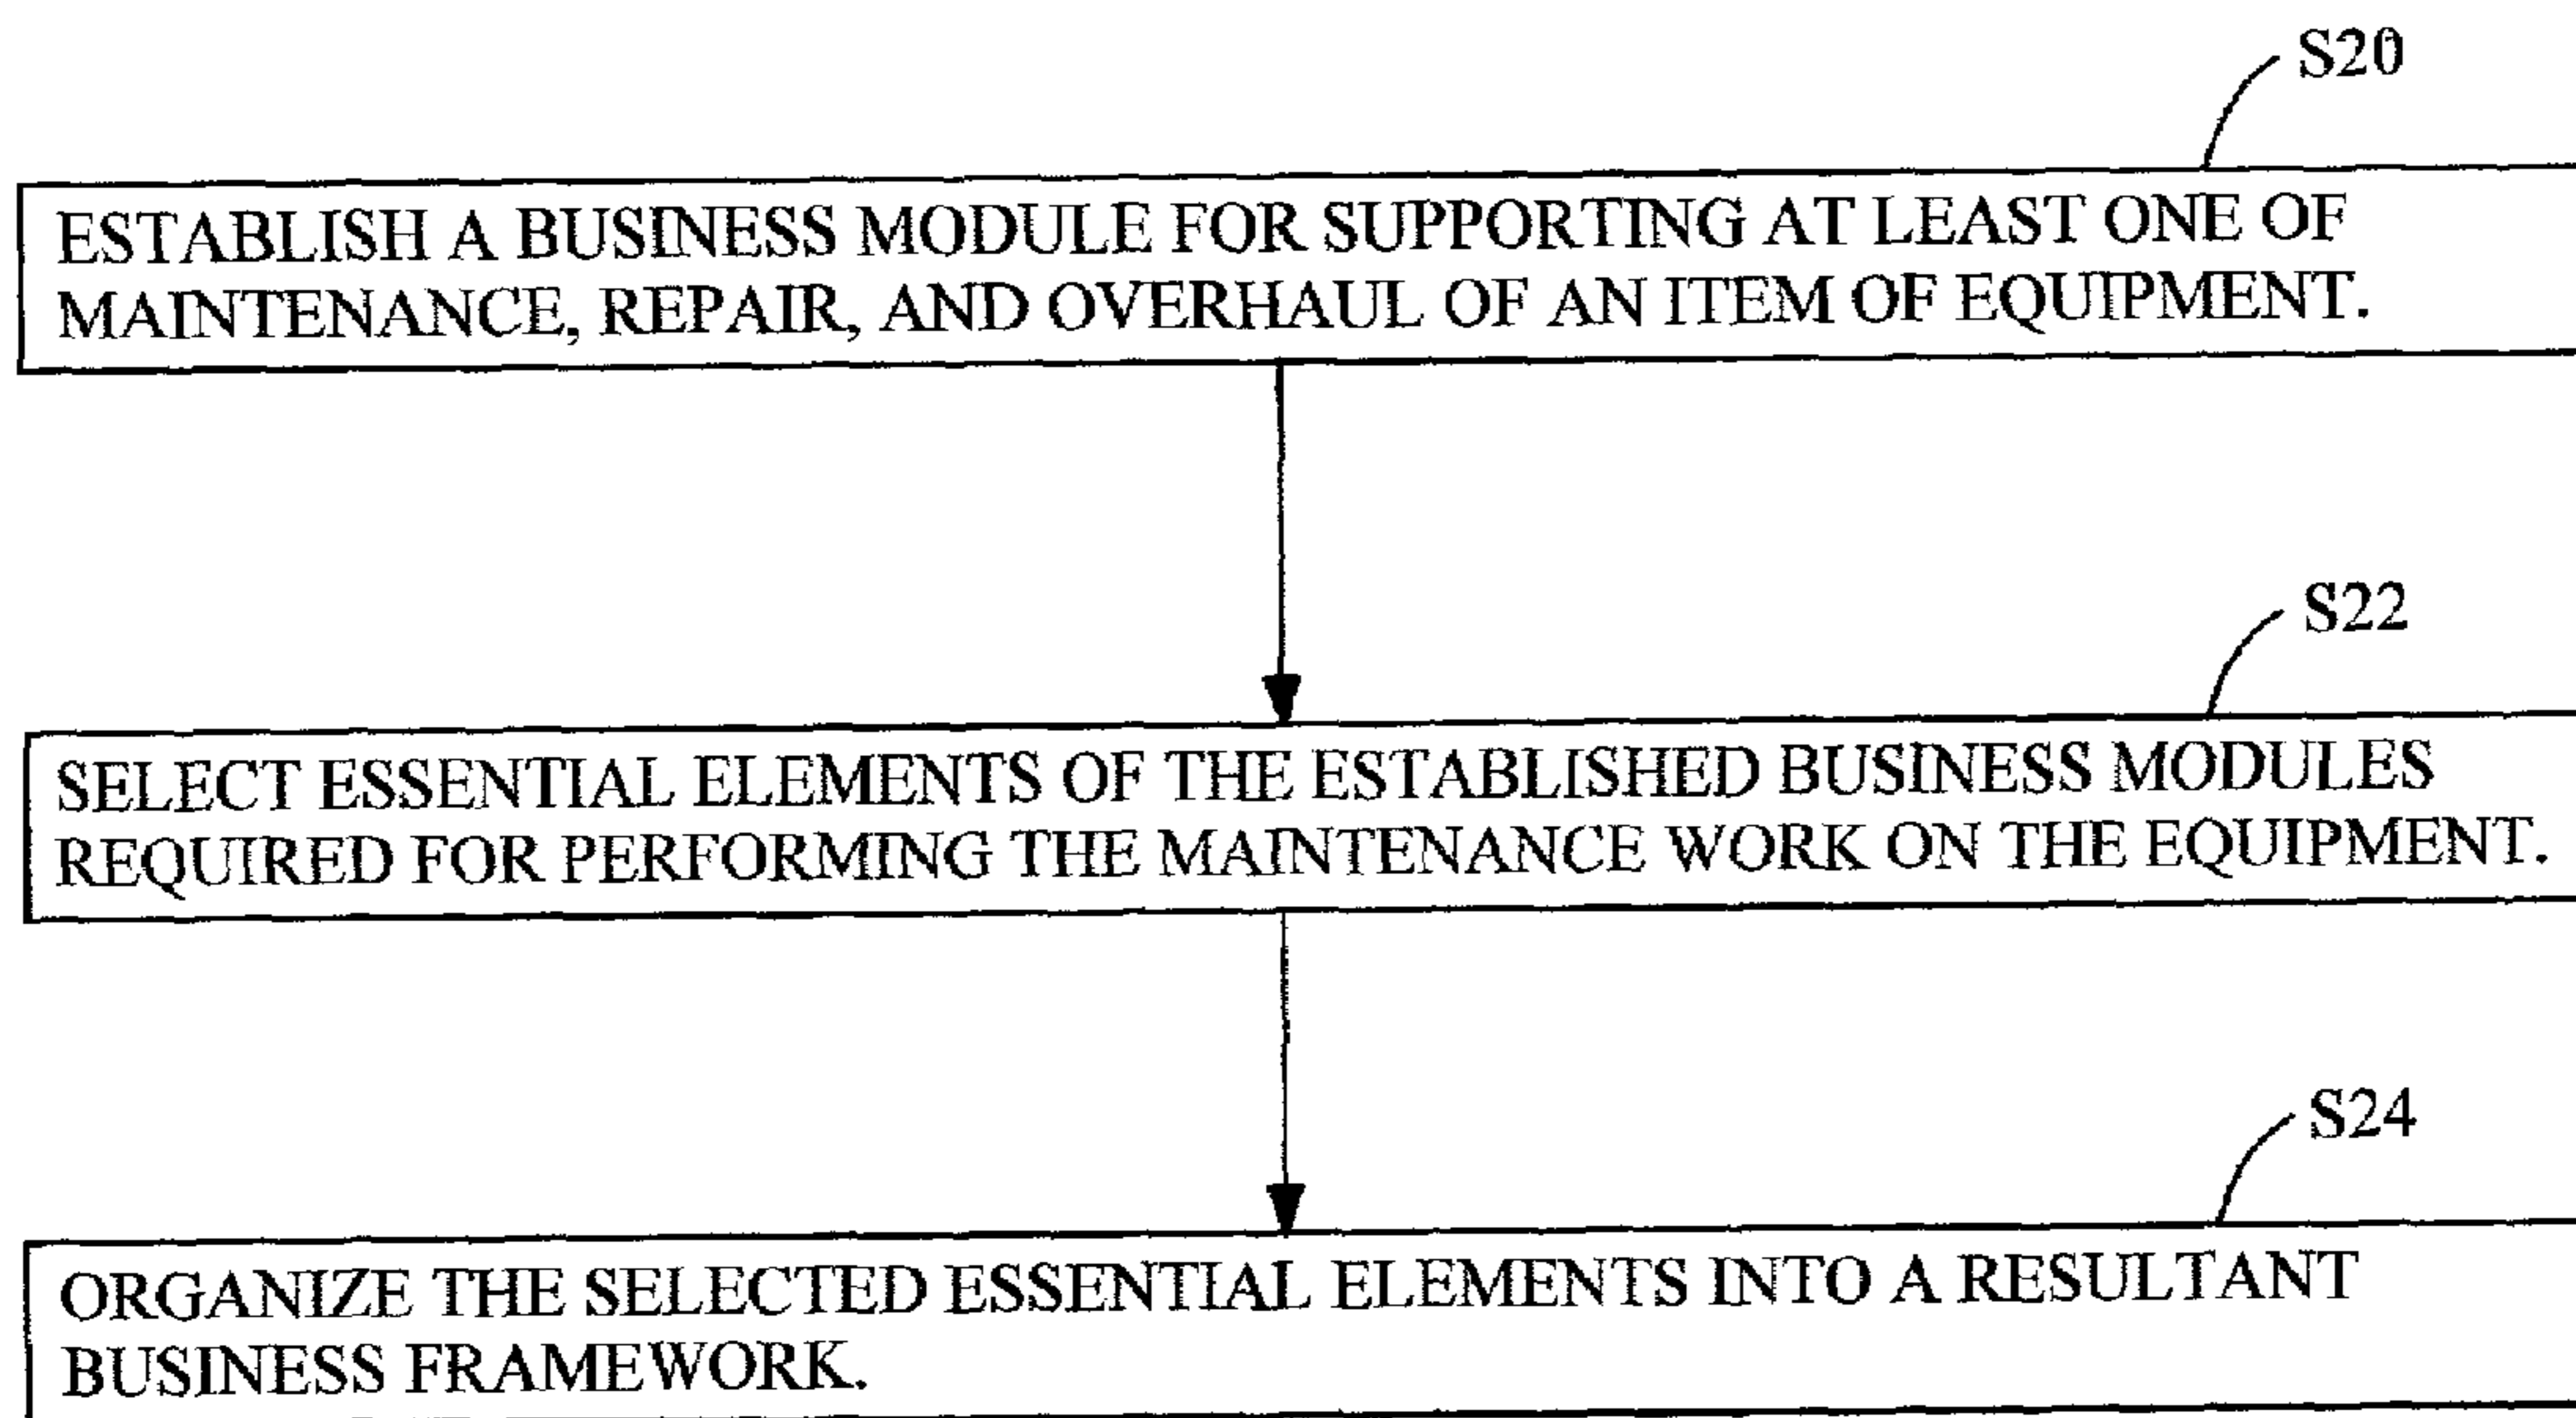 S20
ESTABLISH A BUSINESS MODULE FOR SUPPORTING AT LEAST ONE OF
MAINTENANCE, REPAIR, AND OVERHAUL OF AN ITEM OF EQUIPMENT.
S22
SELECT ESSENTIAL ELEMENTS OF THE ESTABLISHED BUSINESS MODULES
REQUIRED FOR PERFORMING THE MAINTENANCE WORK ON THE EQUIPMENT.
S24
ORGANIZE THE SELECTED ESSENTIAL ELEMENTS INTO A RESULTANT
BUSINESS FRAMEWORK.